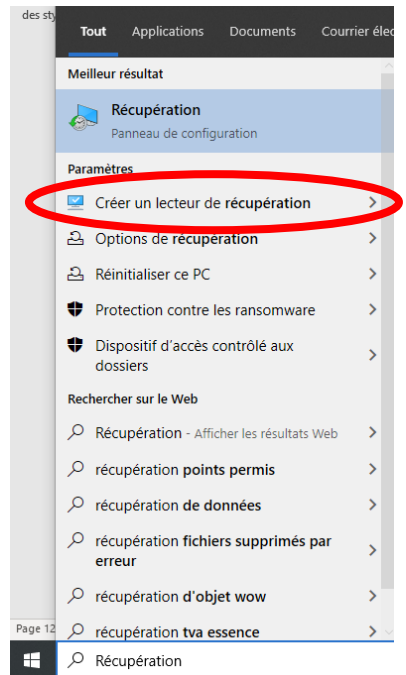 des sty
Tout Applications Documents Courrier élec
Meilleur résultat
Récupération
Panneau de configuration
Paramètres
Créer un lecteur de récupération
Options de récupération
Réinitialiser ce PC
Protection contre les ransomware
Dispositif d'accès contrôlé aux
dossiers
Rechercher sur le Web
Récupération - Afficher les résultats Web
récupération points permis
récupération de données
récupération fichiers supprimés par
erreur
récupération d'objet wow
Page 12
récupération tva essence
Récupération